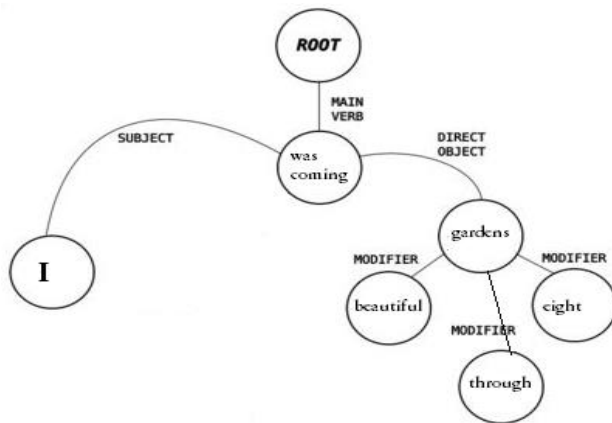 ROOT
MAIN
VERB
SUBJECT
DIRECT
OBJECT
was
coming
gardens
I
MODIFIER
MODIFIER
beautiful
eight
MODIFIER
through